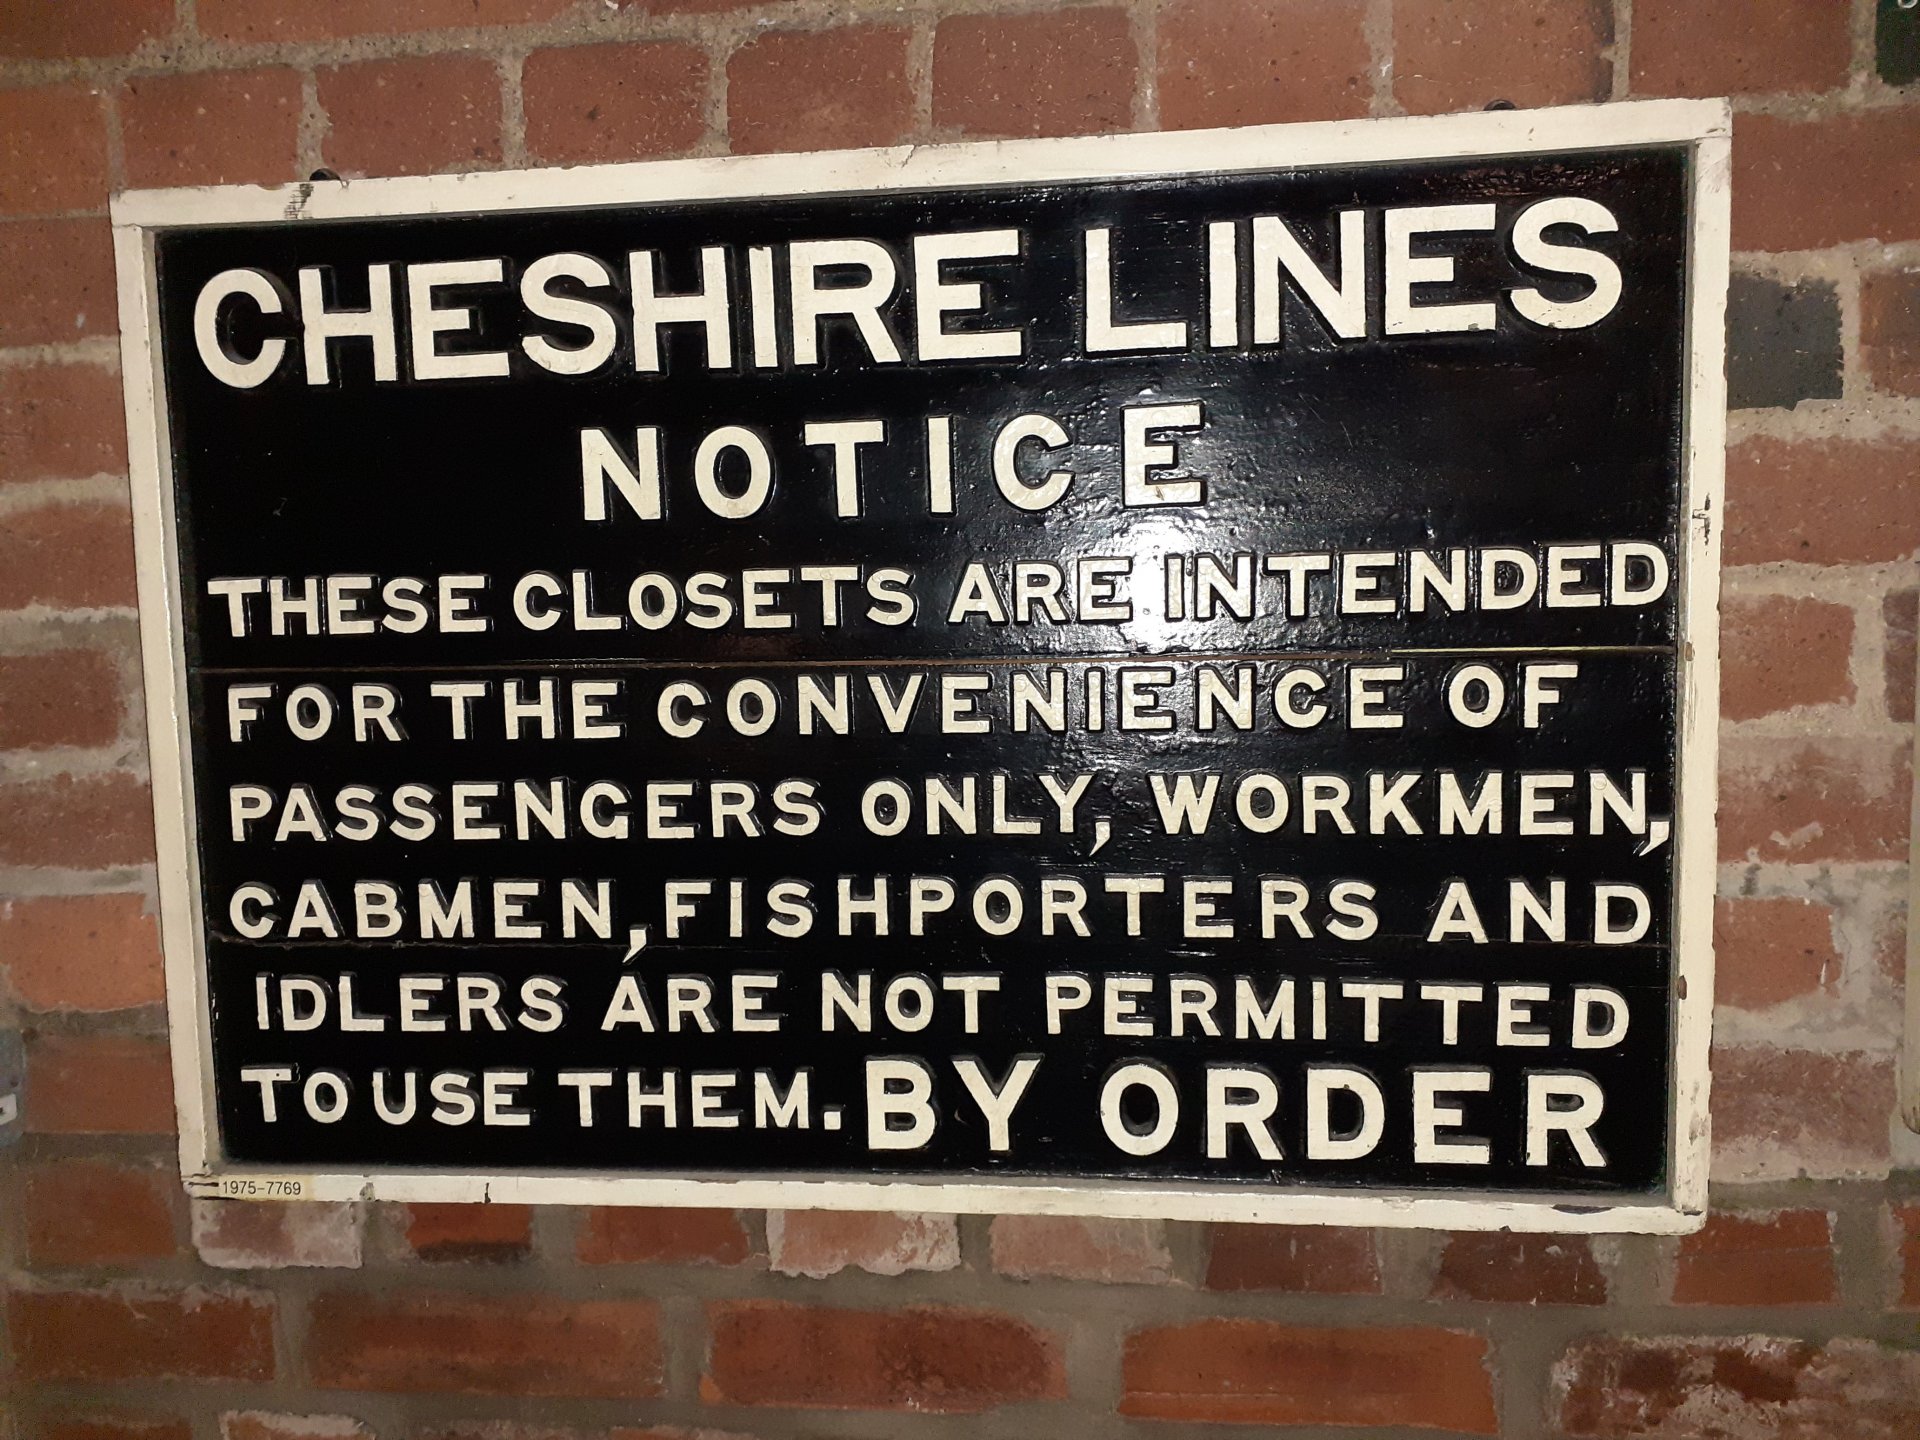 CHESHIRE LINES
NOTICE
THESE CLOSETS ARE INTENDED
FOR THE CONVENIENCE OF
PASSENGERS ONLY, WORKMEN,
CABMEN, FISHPORTERS AND
IDLERS ARE NOT PERMITTED
TO USE THEM. BY ORDER
1975-7769